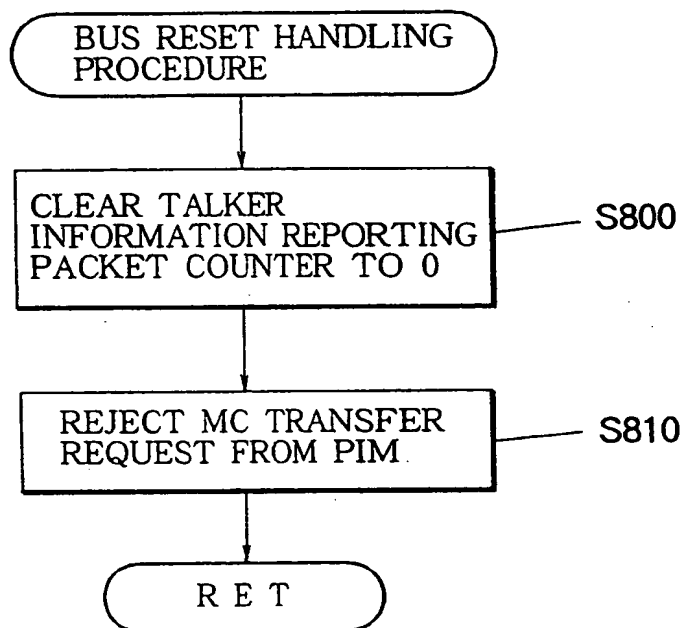 BUS RESET HANDLING
PROCEDURE
CLEAR TALKER
INFORMATION REPORTING
PACKET COUNTER TO 0
S800
REJECT MC TRANSFER
REQUEST FROM PIM
S810
RET